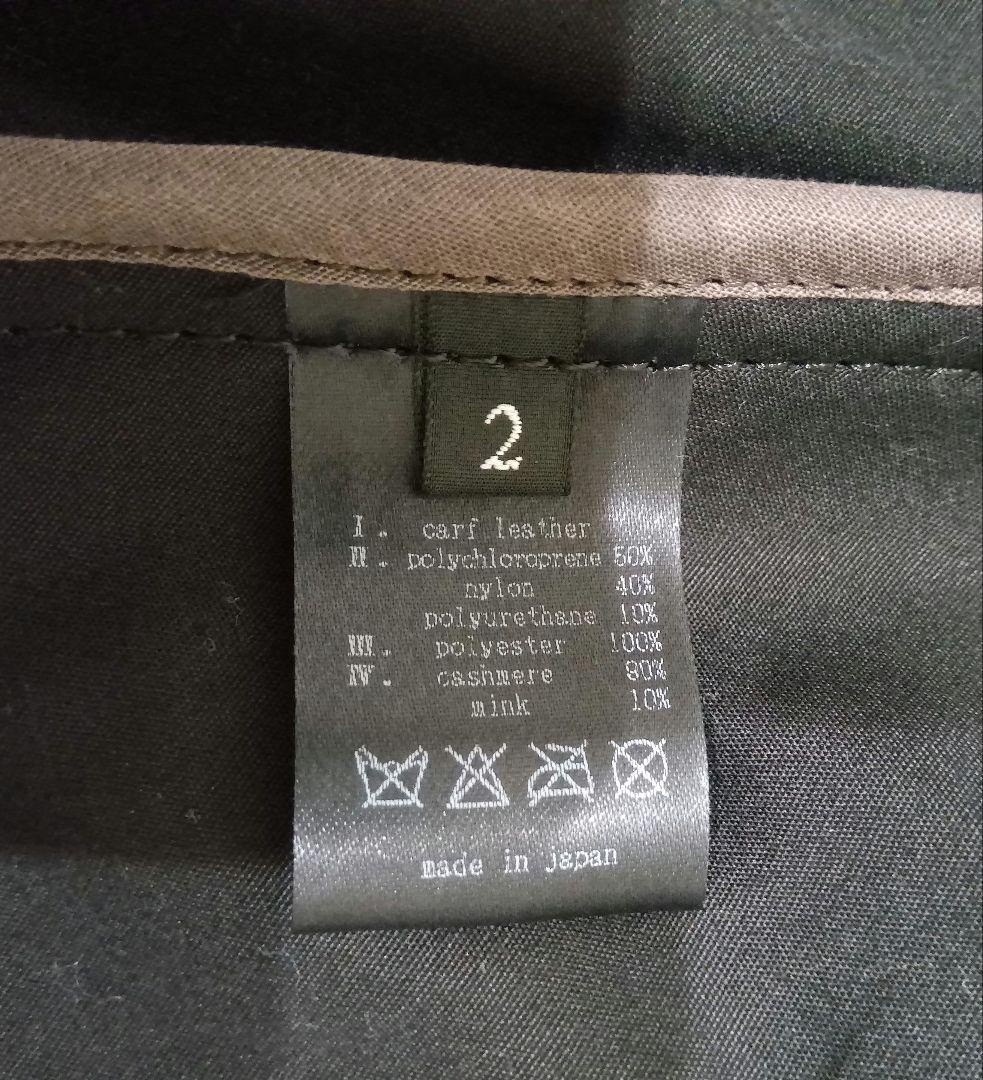 2
I. carf leather
II. polychloroprene 50%
nylon 40%
polyurethane 10%
III. polyester 100%
IV. cashmere 90%
mink 10%
made in japan